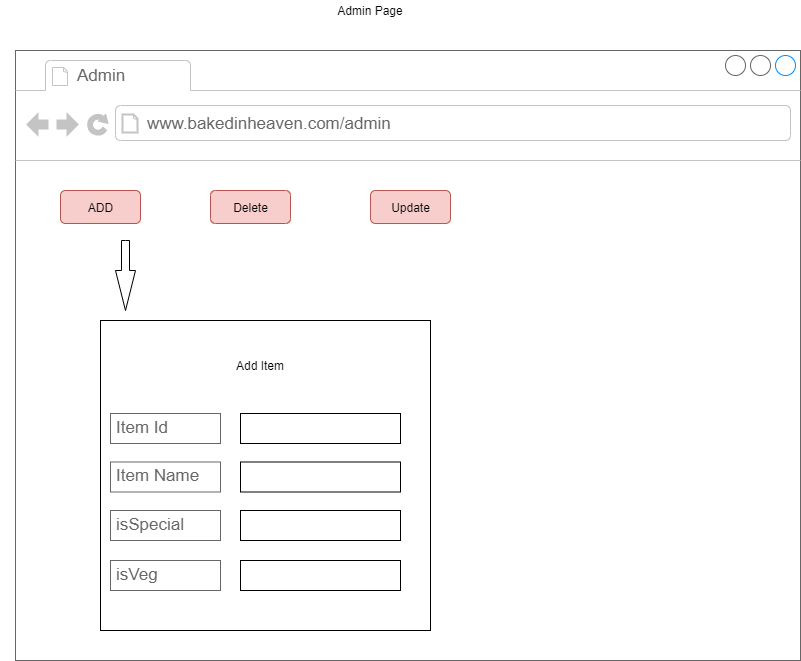 Admin Page
Admin
www.bakedinheaven.com/admin
ADD Delete Update
Add Item
Item Id
Item Name
isSpecial
isVeg